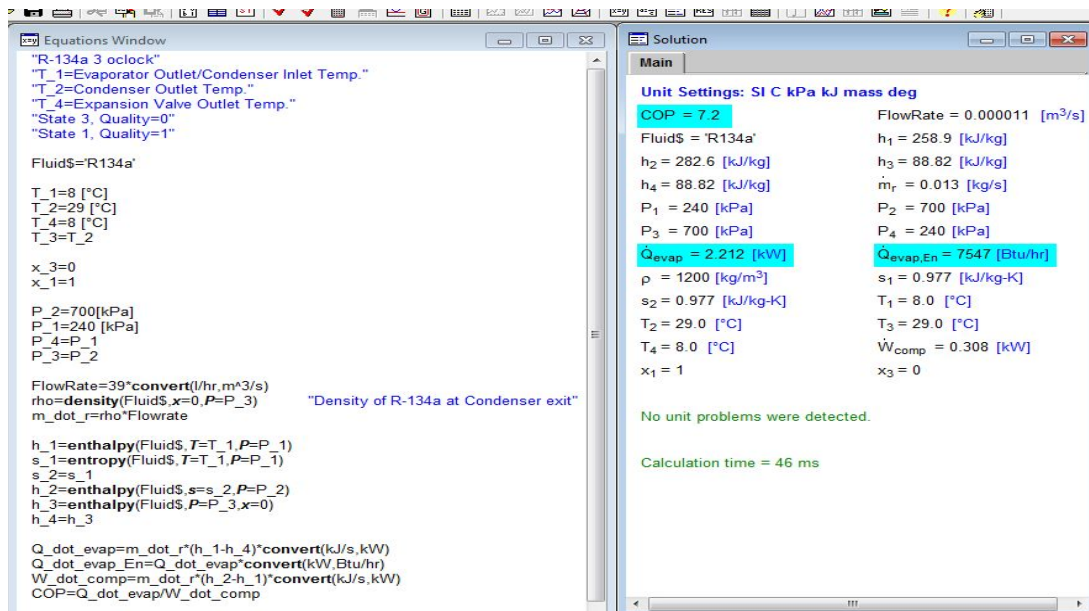 Equations Window
"R-134a 3 oclock"
"T_1=Evaporator Outlet/Condenser Inlet Temp."
"T_2=Condenser Outlet Temp."
"T_4=Expansion Valve Outlet Temp."
"State 3, Quality=0"
"State 1, Quality=1"
Fluid$='R134a'
T_1=8 [°C]
T_2=29 [°C]
T_4=8 [°C]
T_3=T_2
x_3=0
x_1=1
P_2=700[kPa]
P_1=240 [kPa]
P_4=P_1
P_3=P_2
FlowRate=39*convert(l/hr,m^3/s)
rho=density(Fluid$,x=0,P=P_3) "Density of R-134a at Condenser exit"
m_dot_r=rho*Flowrate
h_1=enthalpy(Fluid$,T=T_1,P=P_1)
s_1=entropy(Fluid$,T=T_1,P=P_1)
s_2=s_1
h_2=enthalpy(Fluid$,s=s_2,P=P_2)
h_3=enthalpy(Fluid$,P=P_3,x=0)
h_4=h_3
Q_dot_evap=m_dot_r*(h_1-h_4)*convert(kJ/s,kW)
Q_dot_evap_En=Q_dot_evap*convert(kW,Btu/hr)
W_dot_comp=m_dot_r*(h_2-h_1)*convert(kJ/s,kW)
COP=Q_dot_evap/W_dot_comp
Solution
Main
Unit Settings: SI C kPa kJ mass deg
COP = 7.2 FlowRate = 0.000011 [m³/s]
Fluid$ = 'R134a' h₁ = 258.9 [kJ/kg]
h₂ = 282.6 [kJ/kg] h₃ = 88.82 [kJ/kg]
h₄ = 88.82 [kJ/kg] ṁᵣ = 0.013 [kg/s]
P₁ = 240 [kPa] P₂ = 700 [kPa]
P₃ = 700 [kPa] P₄ = 240 [kPa]
Q̇evap = 2.212 [kW] Q̇evap,En = 7547 [Btu/hr]
ρ = 1200 [kg/m³] s₁ = 0.977 [kJ/kg-K]
s₂ = 0.977 [kJ/kg-K] T₁ = 8.0 [°C]
T₂ = 29.0 [°C] T₃ = 29.0 [°C]
T₄ = 8.0 [°C] Ẇcomp = 0.308 [kW]
x₁ = 1 x₃ = 0
No unit problems were detected.
Calculation time = 46 ms